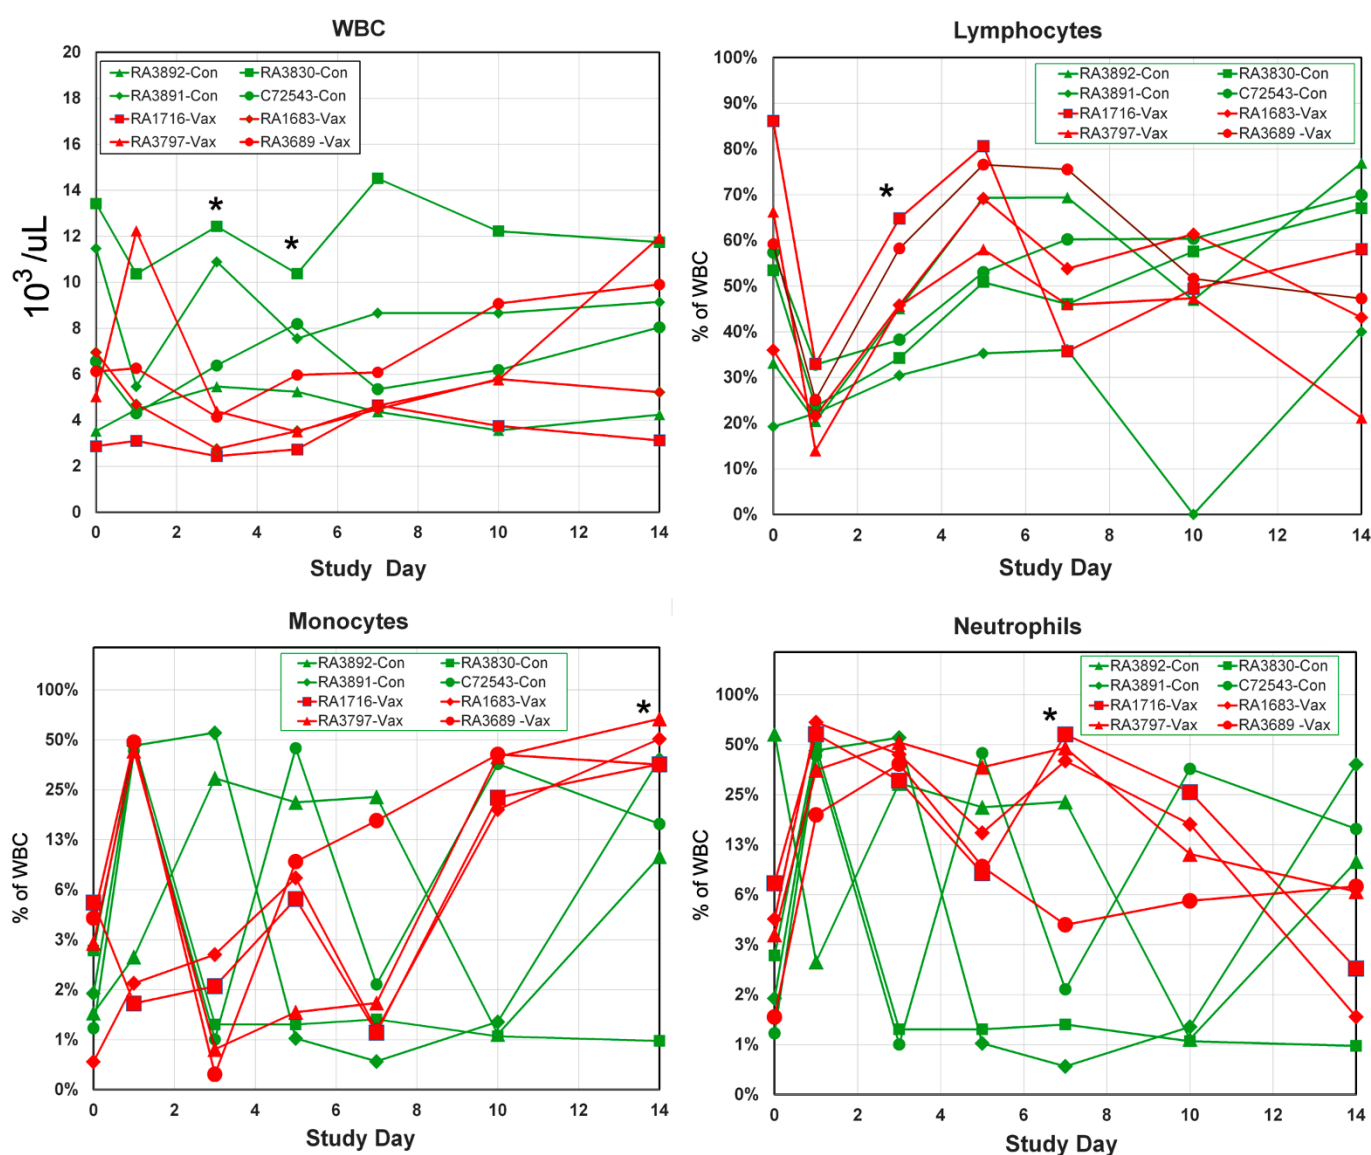 WBC
20
18
16
14
12
10
8
6
4
2
0
10³ /uL
RA3892-Con RA3830-Con
RA3891-Con C72543-Con
RA1716-Vax RA1683-Vax
RA3797-Vax RA3689 -Vax
*
*
0 2 4 6 8 10 12 14
Study Day
Lymphocytes
100%
90%
80%
70%
60%
50%
40%
30%
20%
10%
0%
% of WBC
RA3892-Con RA3830-Con
RA3891-Con C72543-Con
RA1716-Vax RA1683-Vax
RA3797-Vax RA3689 -Vax
*
0 2 4 6 8 10 12 14
Study Day
Monocytes
100%
50%
25%
13%
6%
3%
2%
1%
0%
% of WBC
RA3892-Con RA3830-Con
RA3891-Con C72543-Con
RA1716-Vax RA1683-Vax
RA3797-Vax RA3689 -Vax
*
0 2 4 6 8 10 12 14
Study Day
Neutrophils
100%
50%
25%
13%
6%
3%
2%
1%
0%
% of WBC
RA3892-Con RA3830-Con
RA3891-Con C72543-Con
RA1716-Vax RA1683-Vax
RA3797-Vax RA3689 -Vax
*
0 2 4 6 8 10 12 14
Study Day